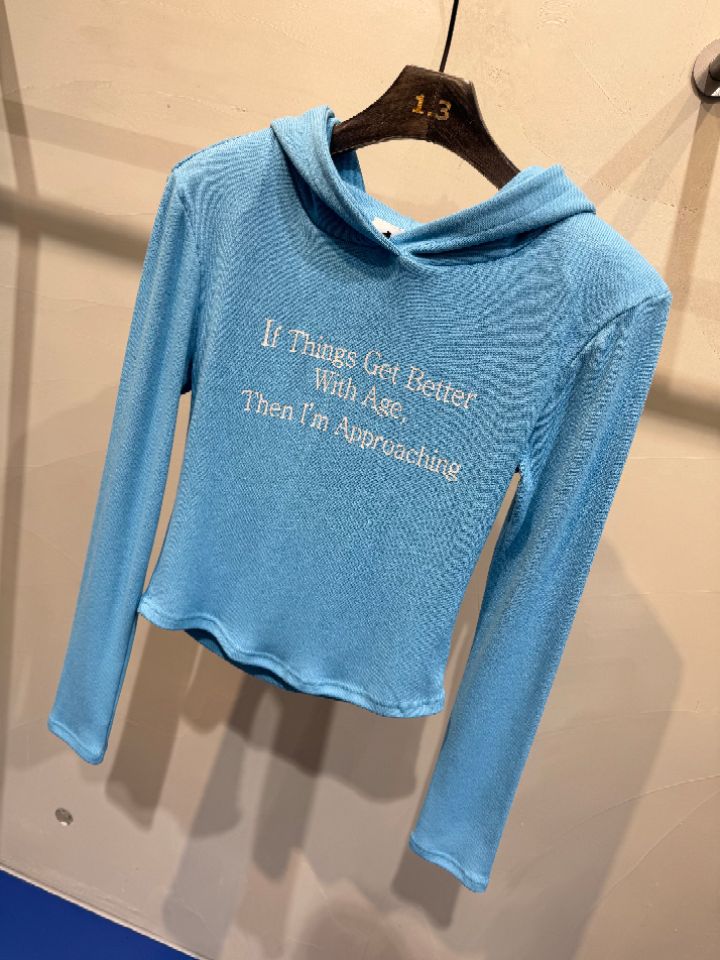 1.3
If Things Get Better
With Age,
Then I'm Approaching